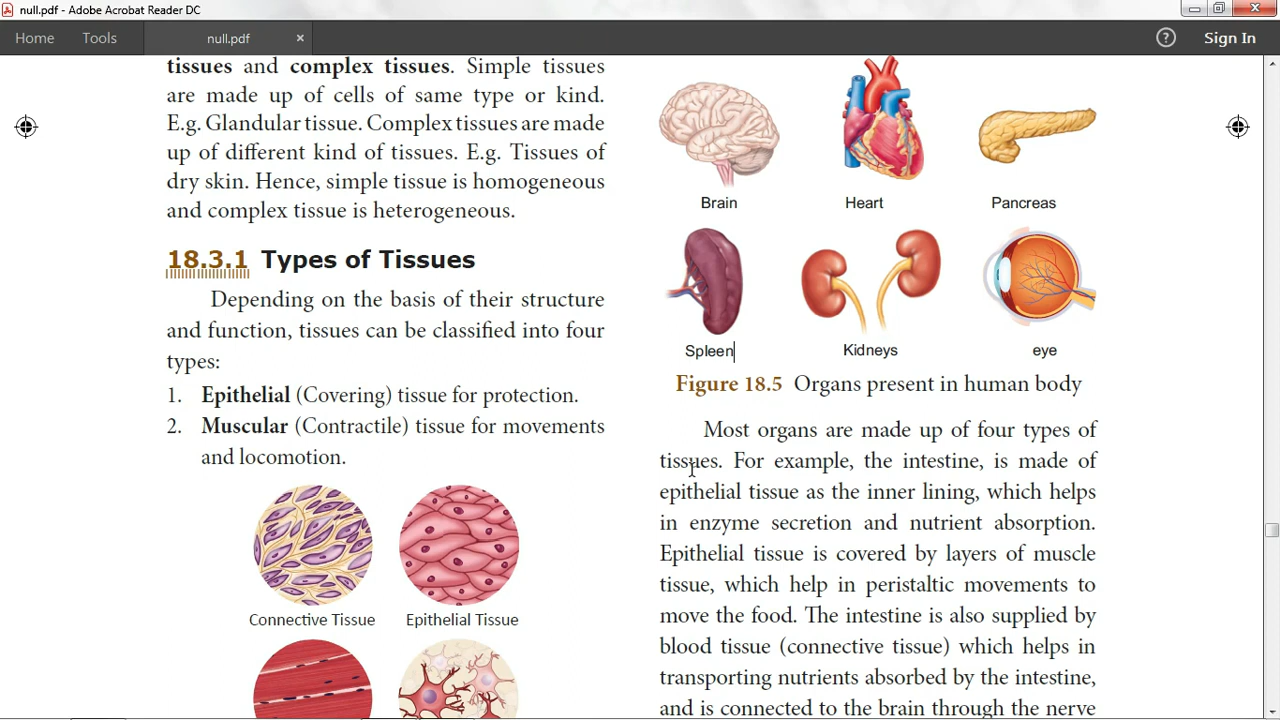 null.pdf - Adobe Acrobat Reader DC
Home Tools null.pdf × ? Sign In
tissues and complex tissues. Simple tissues
are made up of cells of same type or kind.
E.g. Glandular tissue. Complex tissues are made
up of different kind of tissues. E.g. Tissues of
dry skin. Hence, simple tissue is homogeneous
and complex tissue is heterogeneous.
18.3.1 Types of Tissues
Depending on the basis of their structure
and function, tissues can be classified into four
types:
1. Epithelial (Covering) tissue for protection.
2. Muscular (Contractile) tissue for movements
and locomotion.
Connective Tissue Epithelial Tissue
Brain Heart Pancreas
Spleen Kidneys eye
Figure 18.5 Organs present in human body
Most organs are made up of four types of
tissues. For example, the intestine, is made of
epithelial tissue as the inner lining, which helps
in enzyme secretion and nutrient absorption.
Epithelial tissue is covered by layers of muscle
tissue, which help in peristaltic movements to
move the food. The intestine is also supplied by
blood tissue (connective tissue) which helps in
transporting nutrients absorbed by the intestine,
and is connected to the brain through the nerve